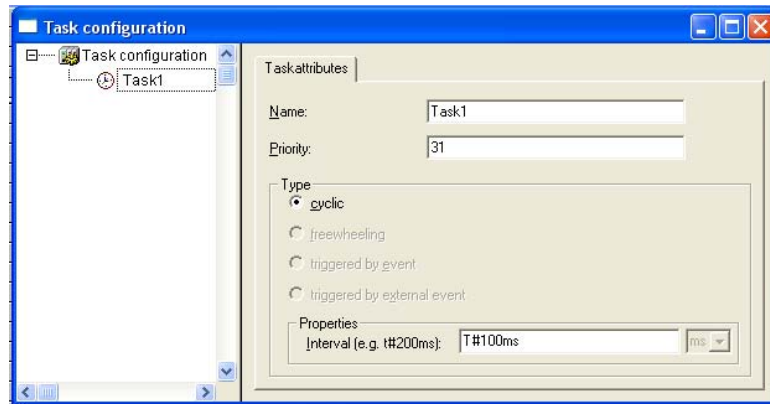 Task configuration
Task configuration
Task1
Taskattributes
Name: Task1
Priority: 31
Type
cyclic
freewheeling
triggered by event
triggered by external event
Properties
Interval (e.g. t#200ms): T#100ms ms